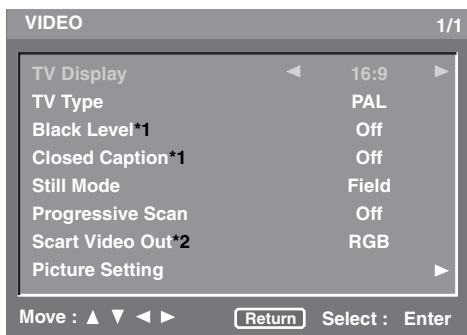 VIDEO 1/1
TV Display ◄ 16:9 ►
TV Type PAL
Black Level*1 Off
Closed Caption*1 Off
Still Mode Field
Progressive Scan Off
Scart Video Out*2 RGB
Picture Setting ►
Move : ▲ ▼ ◄ ► Return Select : Enter